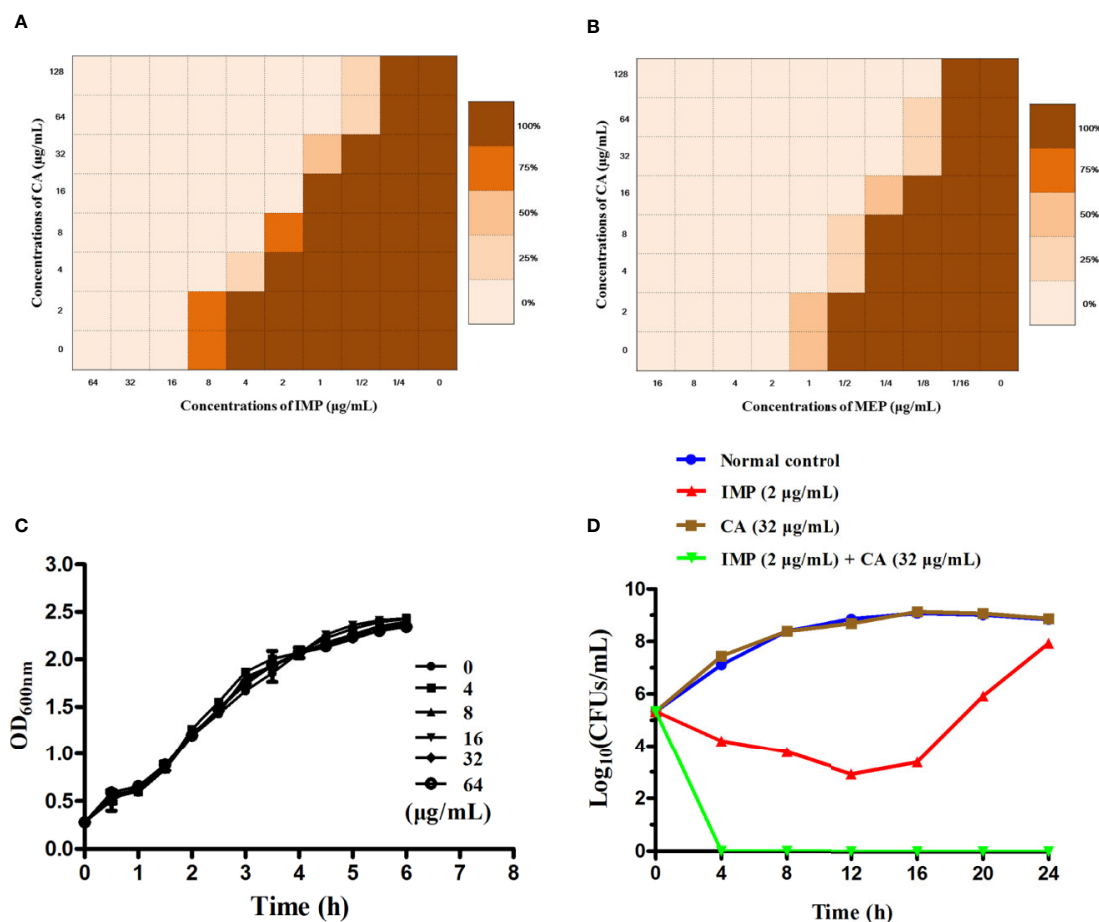 A
Concentrations of CA (µg/mL)
128
64
32
16
8
4
2
0
64 32 16 8 4 2 1 1/2 1/4 0
Concentrations of IMP (µg/mL)
100%
75%
50%
25%
0%
B
Concentrations of CA (µg/mL)
128
64
32
16
8
4
2
0
16 8 4 2 1 1/2 1/4 1/8 1/16 0
Concentrations of MEP (µg/mL)
100%
75%
50%
25%
0%
C
OD600nm
3.0
2.5
2.0
1.5
1.0
0.5
0.0
0 1 2 3 4 5 6 7 8
Time (h)
0
4
8
16
32
64
(µg/mL)
Normal control
IMP (2 µg/mL)
CA (32 µg/mL)
IMP (2 µg/mL) + CA (32 µg/mL)
D
Log10(CFUs/mL)
10
8
6
4
2
0
0 4 8 12 16 20 24
Time (h)